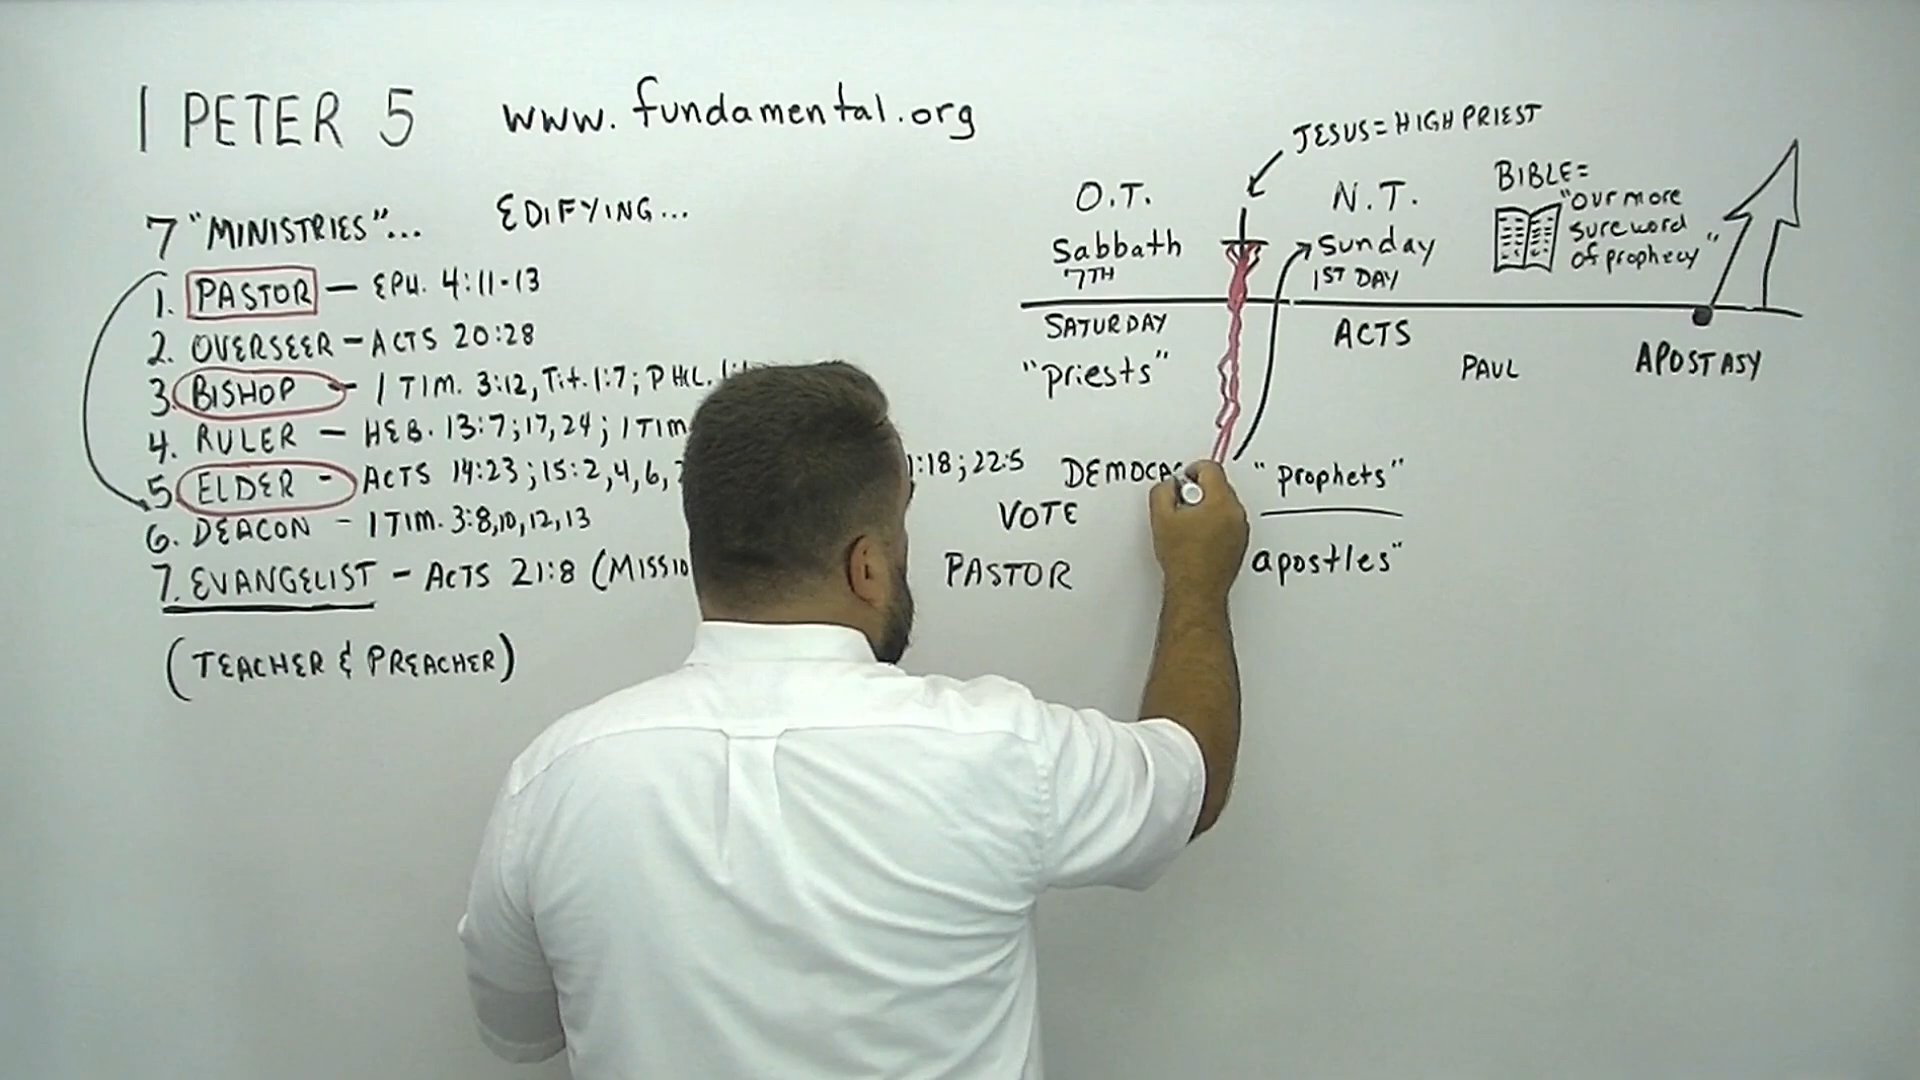 1 PETER 5
www.fundamental.org
7 "MINISTRIES"...
EDIFYING...
1. PASTOR — EPH. 4:11-13
2. OVERSEER — ACTS 20:28
3. BISHOP — 1 TIM. 3:12, Tit. 1:7; PHIL. 1:1
4. RULER — HEB. 13:7; 17, 24; 1 TIM
5. ELDER - ACTS 14:23; 15:2, 4, 6,
:18; 22:5
6. DEACON - 1 TIM. 3:8, 10, 12, 13
7. EVANGELIST - ACTS 21:8 (MISSIO
(TEACHER & PREACHER)
JESUS = HIGH PRIEST
O.T.
Sabbath
7TH
SATURDAY
"priests"
N.T.
Sunday
1ST DAY
ACTS
PAUL
BIBLE=
"our more
sure word
of prophecy"
APOSTASY
DEMOCRA
VOTE
PASTOR
"prophets"
apostles"